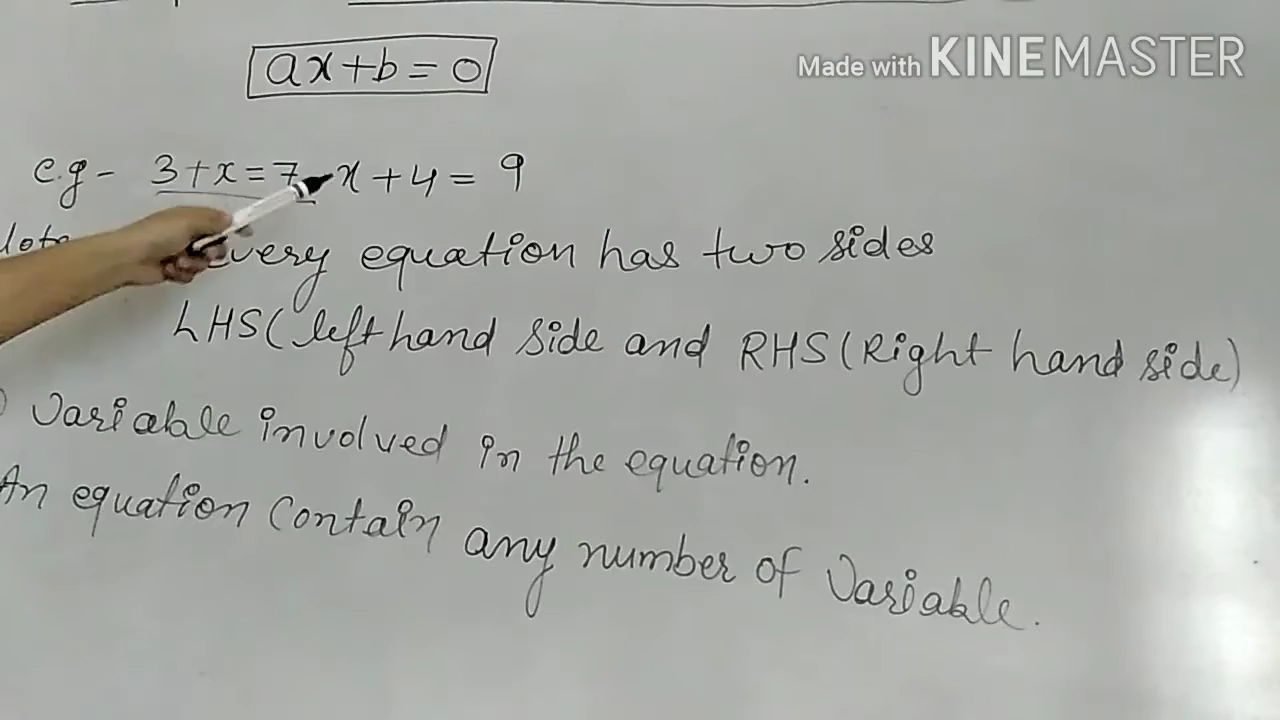 ax+b=0
Made with KINEMASTER
e.g- 3+x=7 x+4=9
every equation has two sides
LHS(left hand side and RHS(Right hand side)
Variable involved in the equation.
An equation contain any number of variable.